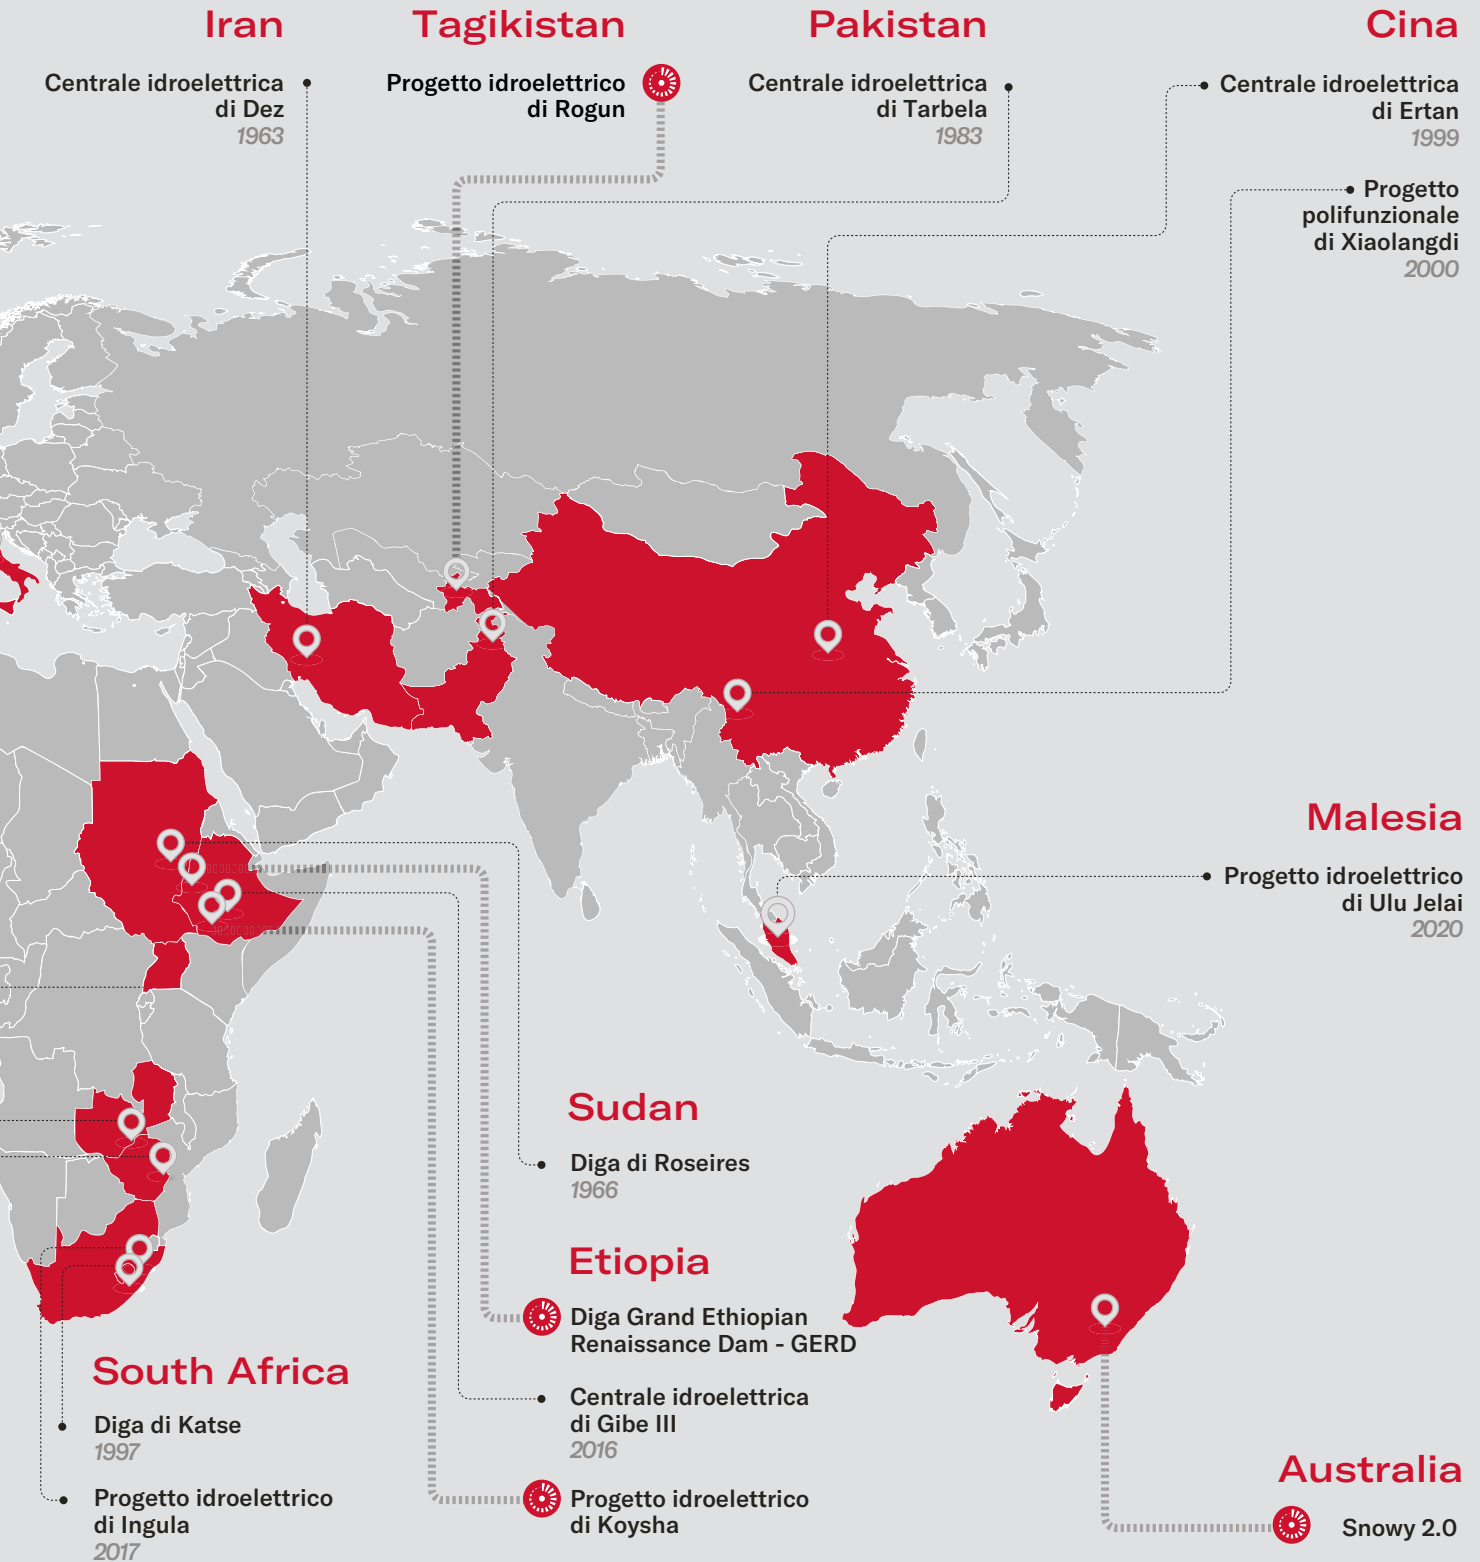 Iran
Centrale idroelettrica
di Dez
1963
Tagikistan
Progetto idroelettrico
di Rogun
Pakistan
Centrale idroelettrica
di Tarbela
1983
Cina
Centrale idroelettrica
di Ertan
1999
Progetto
polifunzionale
di Xiaolangdi
2000
Malesia
Progetto idroelettrico
di Ulu Jelai
2020
Sudan
Diga di Roseires
1966
Etiopia
Diga Grand Ethiopian
Renaissance Dam - GERD
Centrale idroelettrica
di Gibe III
2016
Progetto idroelettrico
di Koysha
South Africa
Diga di Katse
1997
Progetto idroelettrico
di Ingula
2017
Australia
Snowy 2.0